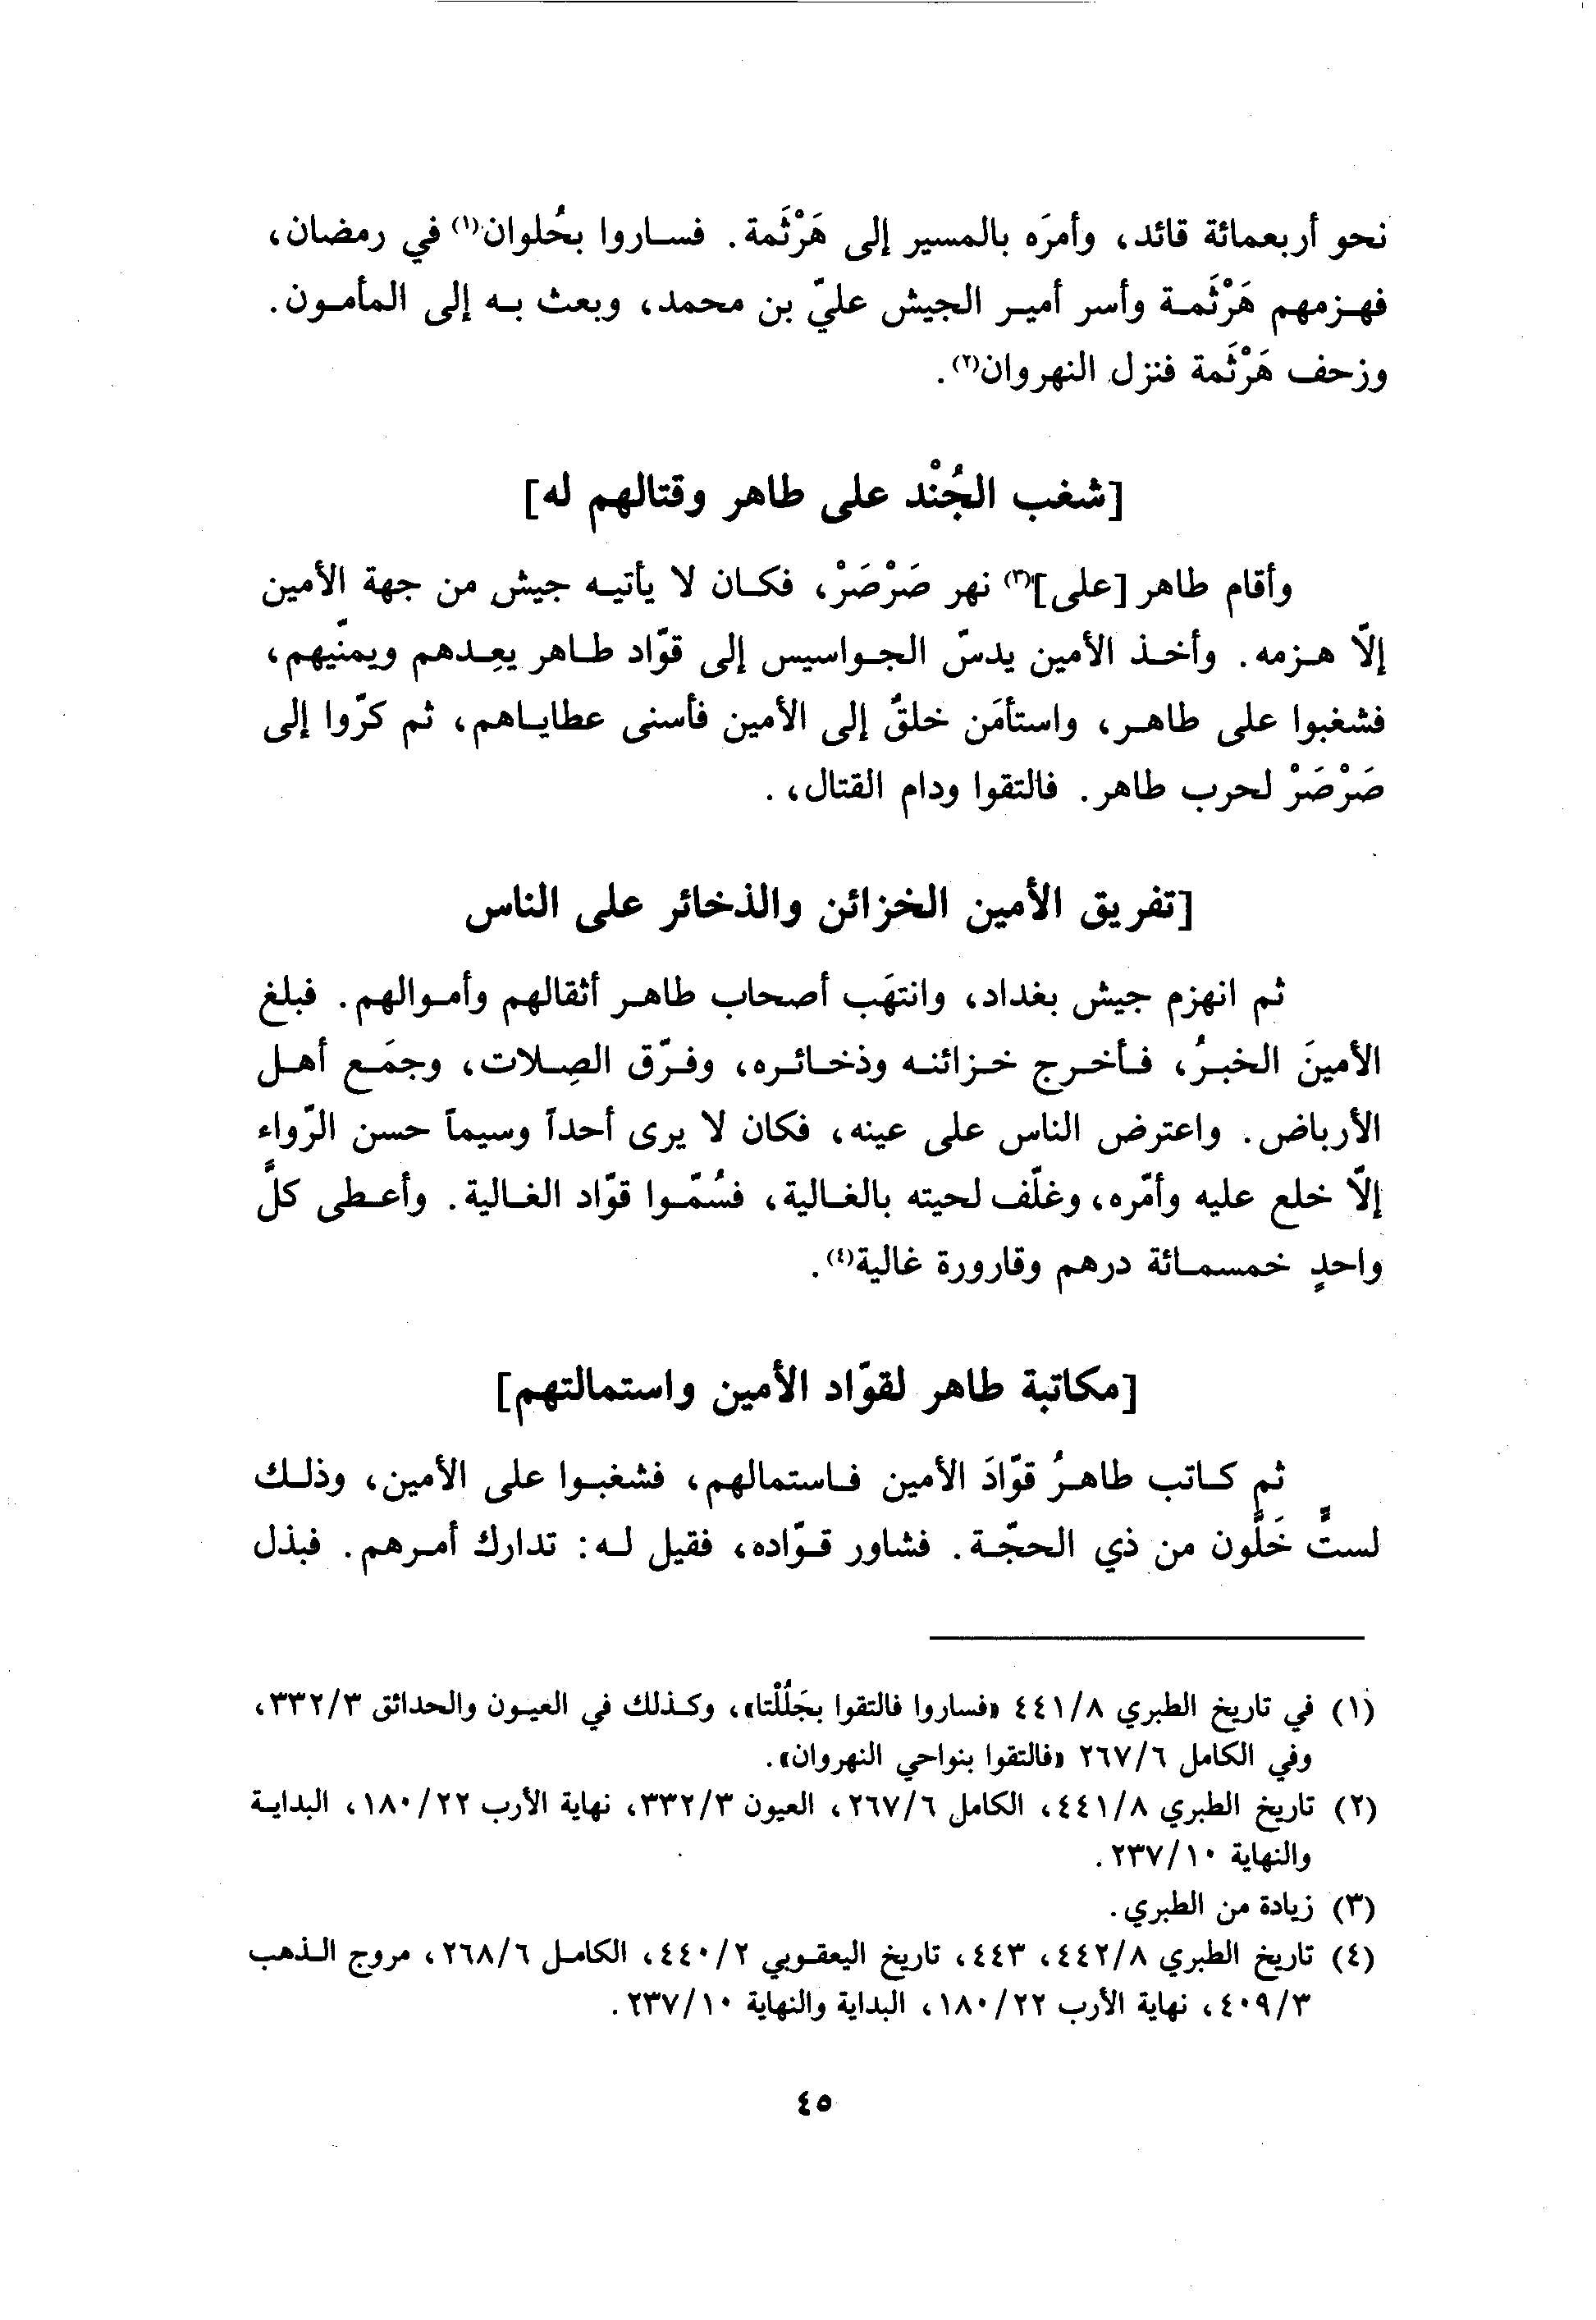 نحو أربعمائة قائد، وأمرَه بالمسير إلى هَرْثَمة. فساروا بحُلوان(١) في رمضان،
فهزمهم هَرْثَمة وأسر أمير الجيش عليّ بن محمد، وبعث به إلى المأمون.
وزحف هَرْثَمة فنزل النهروان(٢).
[شغب الجُنْد على طاهر وقتالهم له]
وأقام طاهر [على](٣) نهر صَرْصَرْ، فكان لا يأتيه جيش من جهة الأمين
إلّا هزمه. وأخذ الأمين يدسّ الجواسيس إلى قوّاد طاهر يعِدهم ويمنّيهم،
فشغبوا على طاهر، واستأمَن خلقٌ إلى الأمين فأسنى عطاياهم، ثم كرّوا إلى
صَرْصَرْ لحرب طاهر. فالتقوا ودام القتال، .
[تفريق الأمين الخزائن والذخائر على الناس
ثم انهزم جيش بغداد، وانتهَب أصحاب طاهر أثقالهم وأموالهم. فبلغ
الأمينَ الخبرُ، فأخرج خزائنه وذخائره، وفرّق الصِلات، وجمَع أهل
الأرباض. واعترض الناس على عينه، فكان لا يرى أحداً وسيماً حسن الرّواء
إلّا خلع عليه وأمّره، وغلّف لحيته بالغالية، فسُمّوا قوّاد الغالية. وأعطى كلَّ
واحدٍ خمسمائة درهم وقارورة غالية(٤).
[مكاتبة طاهر لقوّاد الأمين واستمالتهم]
ثم كاتب طاهرُ قوّادَ الأمين فاستمالهم، فشغبوا على الأمين، وذلك
لستٍّ خَلَون من ذي الحجّة. فشاور قوّاده، فقيل له: تدارك أمرهم. فبذل
(١) في تاريخ الطبري ٤٤١/٨ «فساروا فالتقوا بجَلُلْتا»، وكذلك في العيون والحدائق ٣٣٢/٣،
وفي الكامل ٢٦٧/٦ «فالتقوا بنواحي النهروان».
(٢) تاريخ الطبري ٤٤١/٨، الكامل ٢٦٧/٦، العيون ٣٣٢/٣، نهاية الأرب ١٨٠/٢٢، البداية
والنهاية ٢٣٧/١٠.
(٣) زيادة من الطبري.
(٤) تاريخ الطبري ٤٤٢/٨، ٤٤٣، تاريخ اليعقوبي ٤٤٠/٢، الكامل ٢٦٨/٦، مروج الذهب
٤٠٩/٣، نهاية الأرب ١٨٠/٢٢، البداية والنهاية ٢٣٧/١٠.
٤٥